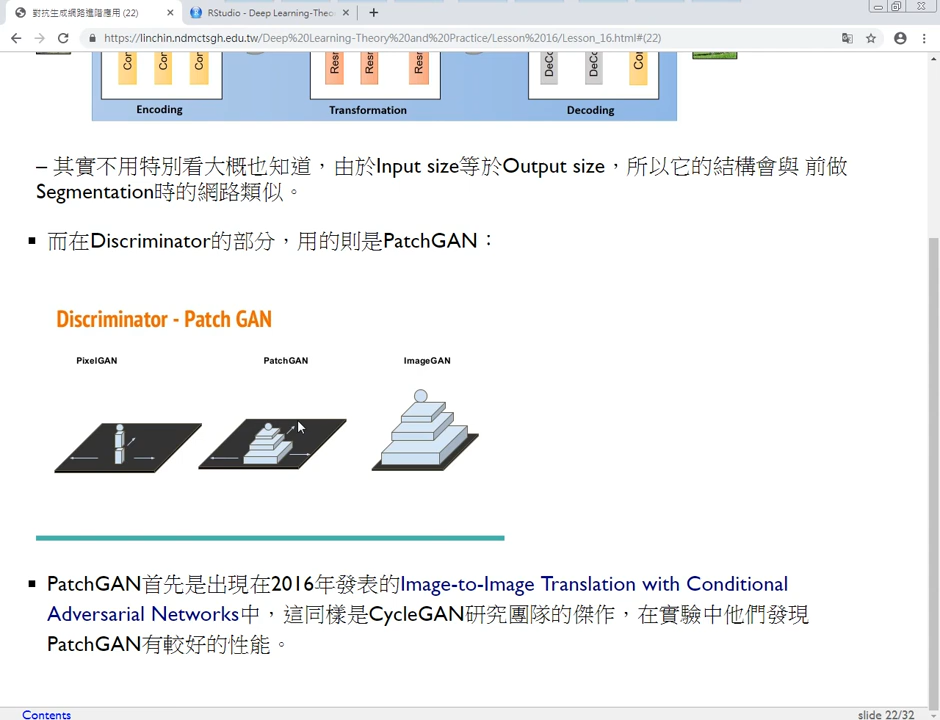 對抗生成網路進階應用 (22)
RStudio - Deep Learning-Theo
https://linchin.ndmctsgh.edu.tw/Deep%20Learning-Theory%20and%20Practice/Lesson%2016/Lesson_16.html#(22)
Encoding Transformation Decoding
– 其實不用特別看大概也知道，由於Input size等於Output size，所以它的結構會與 前做
Segmentation時的網路類似。
▪ 而在Discriminator的部分，用的則是PatchGAN：
Discriminator - Patch GAN
PixelGAN PatchGAN ImageGAN
▪ PatchGAN首先是出現在2016年發表的Image-to-Image Translation with Conditional
Adversarial Networks中，這同樣是CycleGAN研究團隊的傑作，在實驗中他們發現
PatchGAN有較好的性能。
Contents slide 22/32